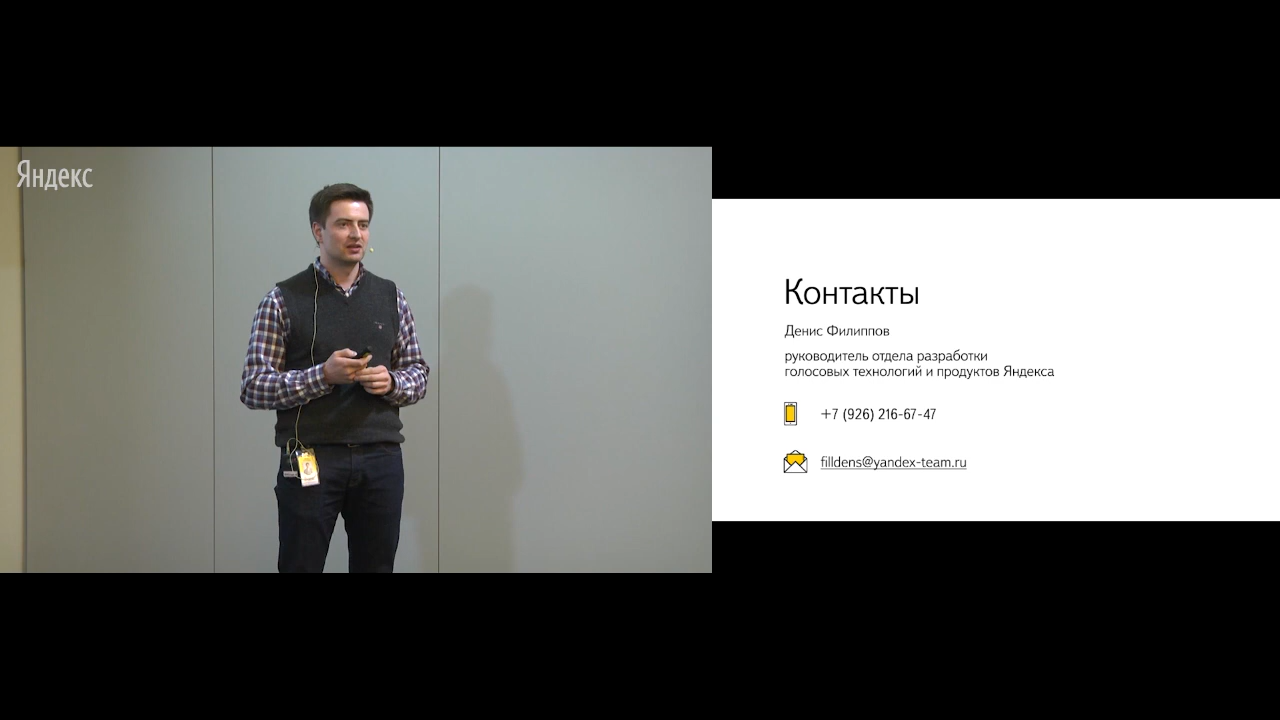 Яндекс
Контакты
Денис Филиппов
руководитель отдела разработки
голосовых технологий и продуктов Яндекса
+7 (926) 216-67-47
filldens@yandex-team.ru